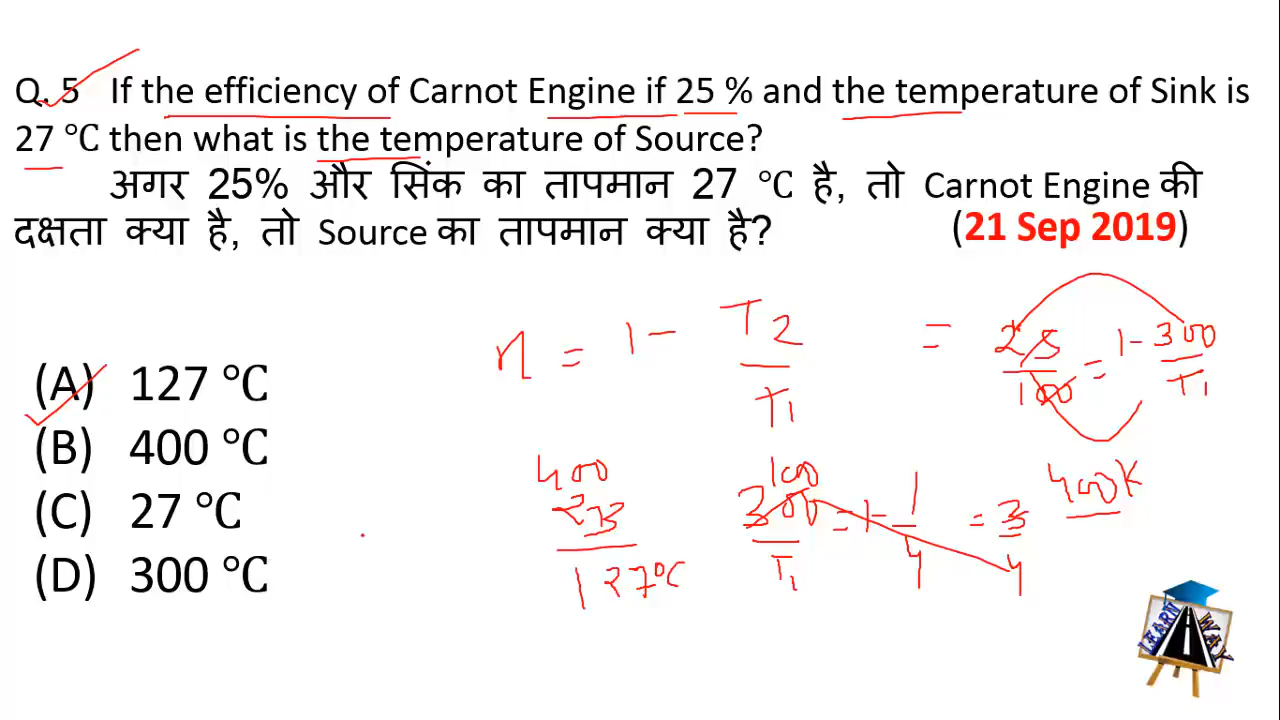 Q. 5 If the efficiency of Carnot Engine if 25 % and the temperature of Sink is
27 °C then what is the temperature of Source?
अगर 25% और सिंक का तापमान 27 °C है, तो Carnot Engine की
दक्षता क्या है, तो Source का तापमान क्या है? (21 Sep 2019)
(A) 127 °C
(B) 400 °C
(C) 27 °C
(D) 300 °C
η = 1 - T2/T1 = 25/100 = 1 - 300/T1
100
300/T1 = 1 - 1/4 = 3/4
400K
400
273
127°C
LEARN WAY